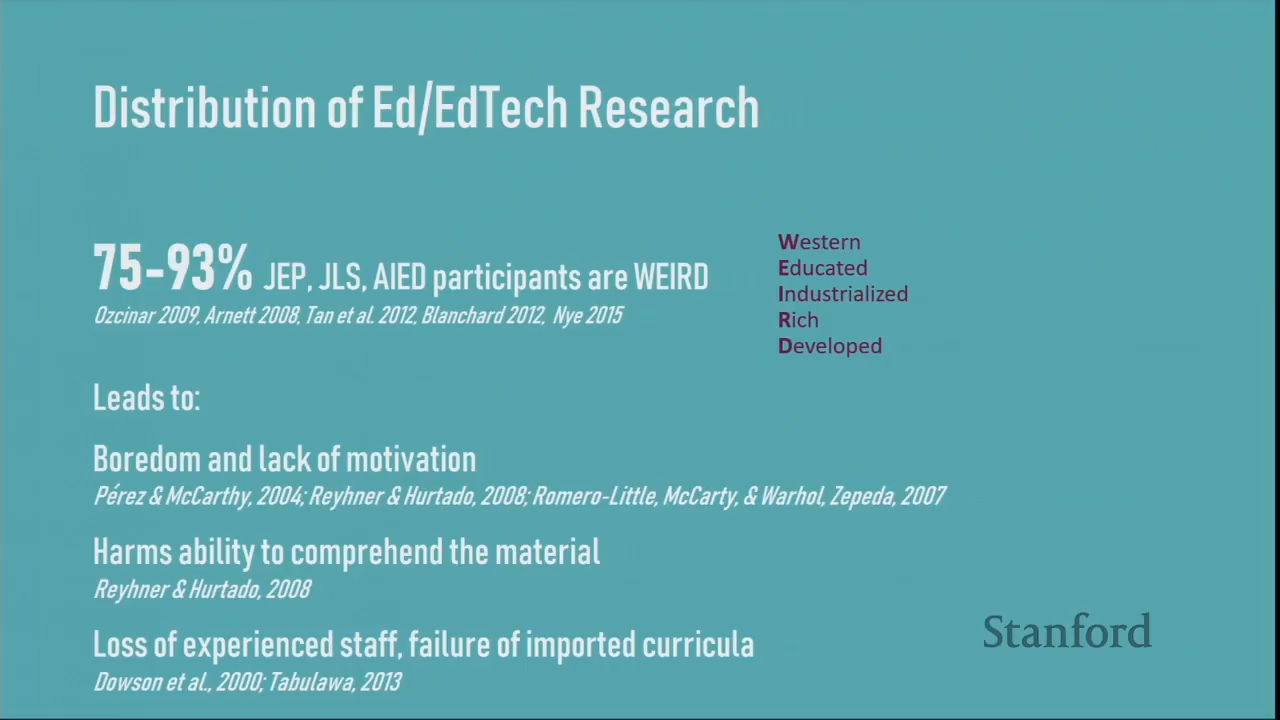 Distribution of Ed/EdTech Research
75-93% JEP, JLS, AIED participants are WEIRD
Ozcinar 2009, Arnett 2008, Tan et al. 2012, Blanchard 2012, Nye 2015
Western
Educated
Industrialized
Rich
Developed
Leads to:
Boredom and lack of motivation
Pérez & McCarthy, 2004; Reyhner & Hurtado, 2008; Romero-Little, McCarty, & Warhol, Zepeda, 2007
Harms ability to comprehend the material
Reyhner & Hurtado, 2008
Loss of experienced staff, failure of imported curricula
Dowson et al., 2000; Tabulawa, 2013
Stanford